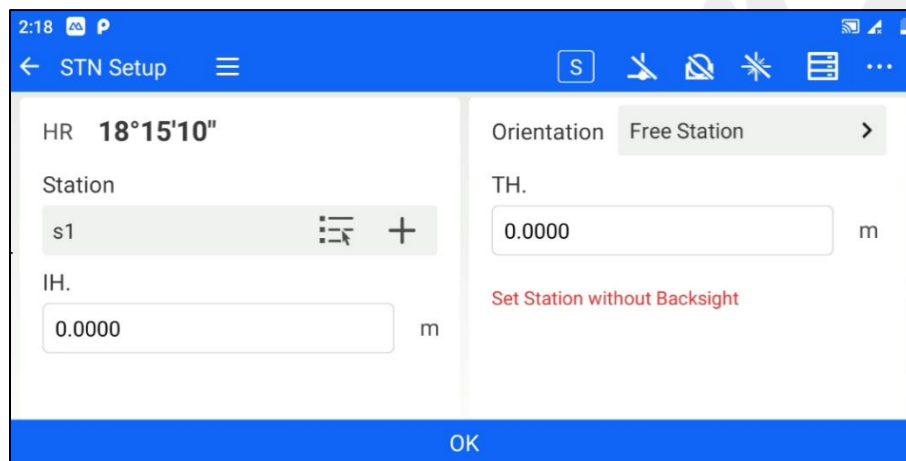 2:18
STN Setup
S
HR 18°15'10"
Station
s1
IH.
0.0000 m
Orientation Free Station
TH.
0.0000 m
Set Station without Backsight
OK